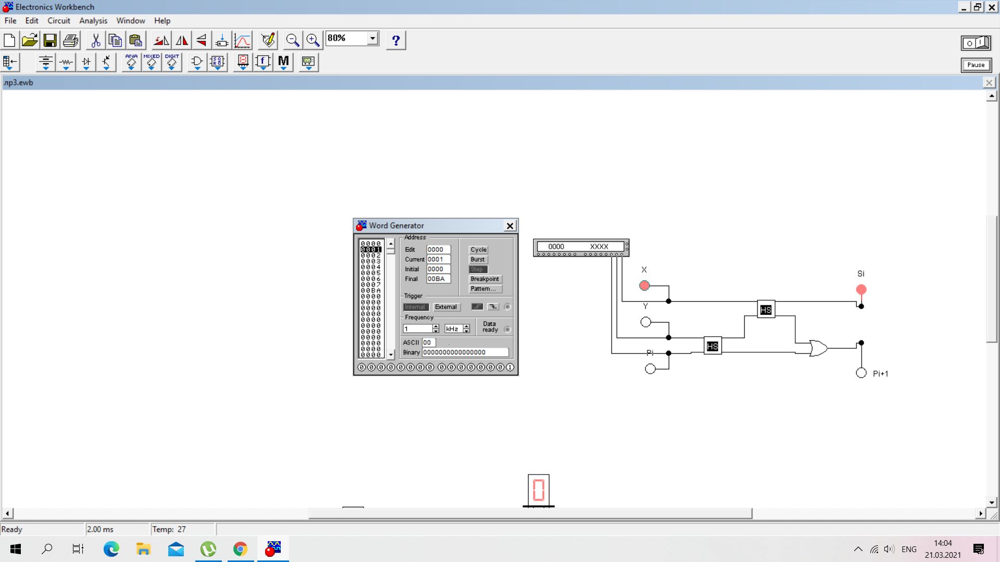 Electronics Workbench
File Edit Circuit Analysis Window Help
80%
?
ANA MIXED DIGIT
f M
Pause
лр3.ewb
Word Generator
0000
0001
0002
0003
0004
0005
0006
0007
00BA
0000
0000
0000
0000
0000
0000
0000
0000
0000
0000
0000
Address
Edit 0000 Cycle
Current 0001 Burst
Initial 0000 Step
Final 00BA Breakpoint
Pattern...
Trigger
Internal External
Frequency
1 kHz Data ready
ASCII 00 .
Binary 0000000000000000
0 0 0 0 0 0 0 0 0 0 0 0 0 0 0 1
0000 XXXX
X
Si
Y
HS
HS
Pi
Pi+1
0
Ready 2.00 ms Temp: 27
ENG
14:04
21.03.2021